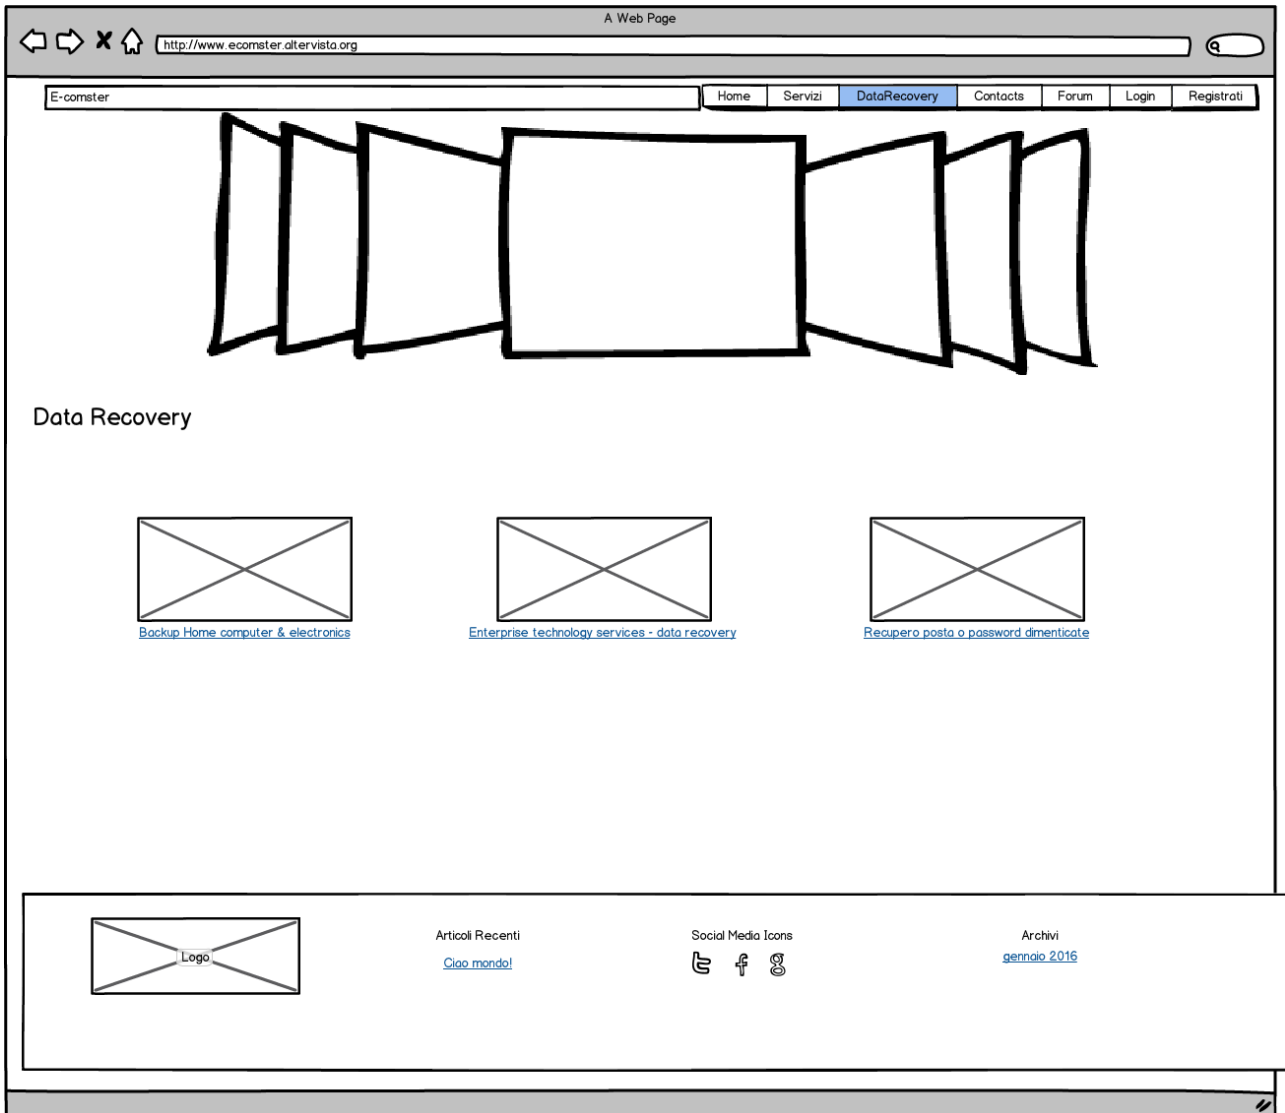 A Web Page
http://www.ecomster.altervista.org
E-comster
Home Servizi DataRecovery Contacts Forum Login Registrati
Data Recovery
Backup Home computer & electronics
Enterprise technology services - data recovery
Recupero posta o password dimenticate
Logo
Articoli Recenti
Ciao mondo!
Social Media Icons
Archivi
gennaio 2016